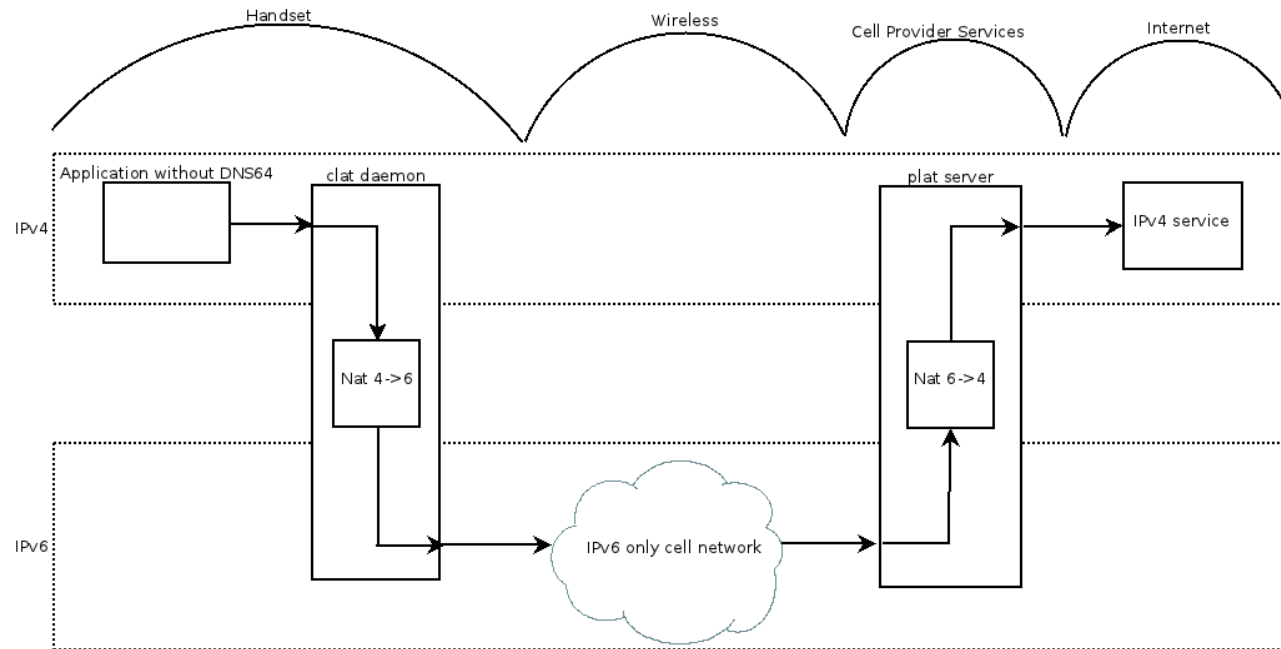 Handset
Wireless
Cell Provider Services
Internet
Application without DNS64
clat daemon
plat server
IPv4
IPv4 service
Nat 4->6
Nat 6->4
IPv6
IPv6 only cell network